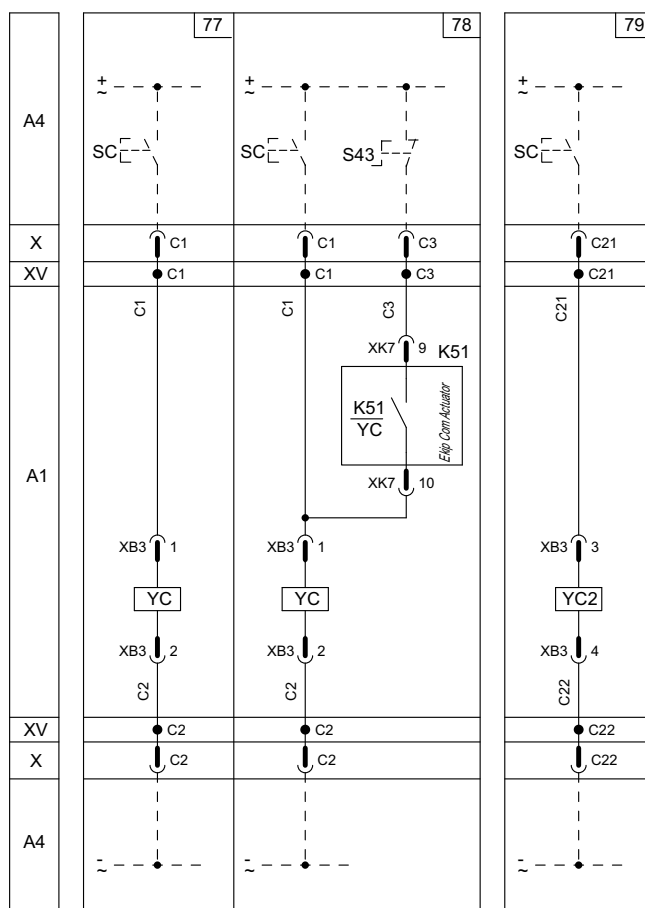 77
78
79
+
~
+
~
+
~
A4
SC
SC
S43
SC
X
C1
C1
C3
C21
XV
C1
C1
C3
C21
C1
C1
C3
C21
XK7 9 K51
K51
YC
Ekip Com Actuator
A1
XK7 10
XB3 1
XB3 1
XB3 3
YC
YC
YC2
XB3 2
XB3 2
XB3 4
C2
C2
C22
XV
C2
C2
C22
X
C2
C2
C22
A4
-
~
-
~
-
~